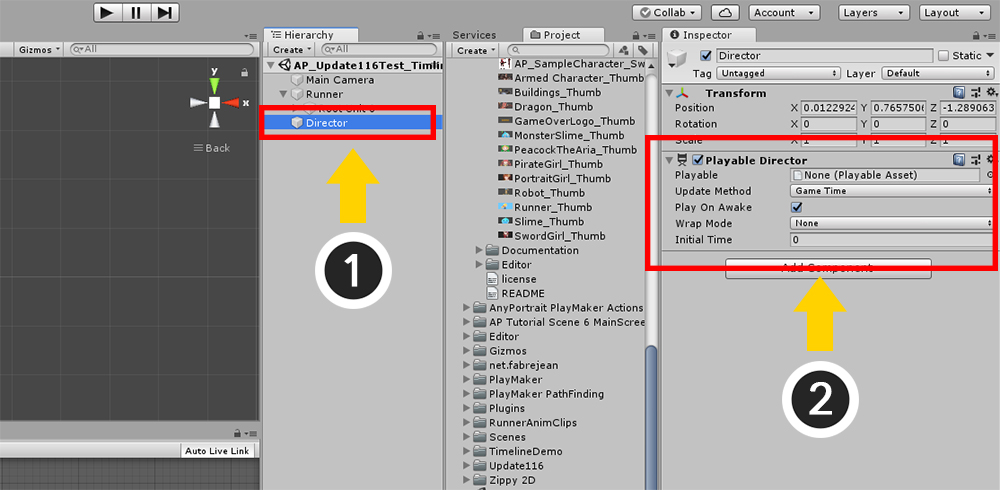 Collab
Account
Layers
Layout
Gizmos
All
y
x
Back
Auto Live Link
Hierarchy
Create
All
AP_Update116Test_Timlin
Main Camera
Runner
Director
1
Services
Project
Create
AP_SampleCharacter_Sw
Armed Character_Thumb
Buildings_Thumb
Dragon_Thumb
GameOverLogo_Thumb
MonsterSlime_Thumb
PeacockTheAria_Thumb
PirateGirl_Thumb
PortraitGirl_Thumb
Robot_Thumb
Runner_Thumb
Slime_Thumb
SwordGirl_Thumb
Documentation
Editor
license
README
AnyPortrait PlayMaker Actions
AP Tutorial Scene 6 MainScree
Editor
Gizmos
net.fabrejean
PlayMaker
PlayMaker PathFinding
Plugins
RunnerAnimClips
Scenes
TimelineDemo
Update116
Zippy 2D
Inspector
Director
Static
Tag Untagged Layer Default
Transform
Position X 0.0122924 Y 0.7657506 Z -1.289063
Rotation X 0 Y 0 Z 0
Scale X 1 Y 1 Z 1
Playable Director
Playable None (Playable Asset)
Update Method Game Time
Play On Awake
Wrap Mode None
Initial Time 0
Add Component
2